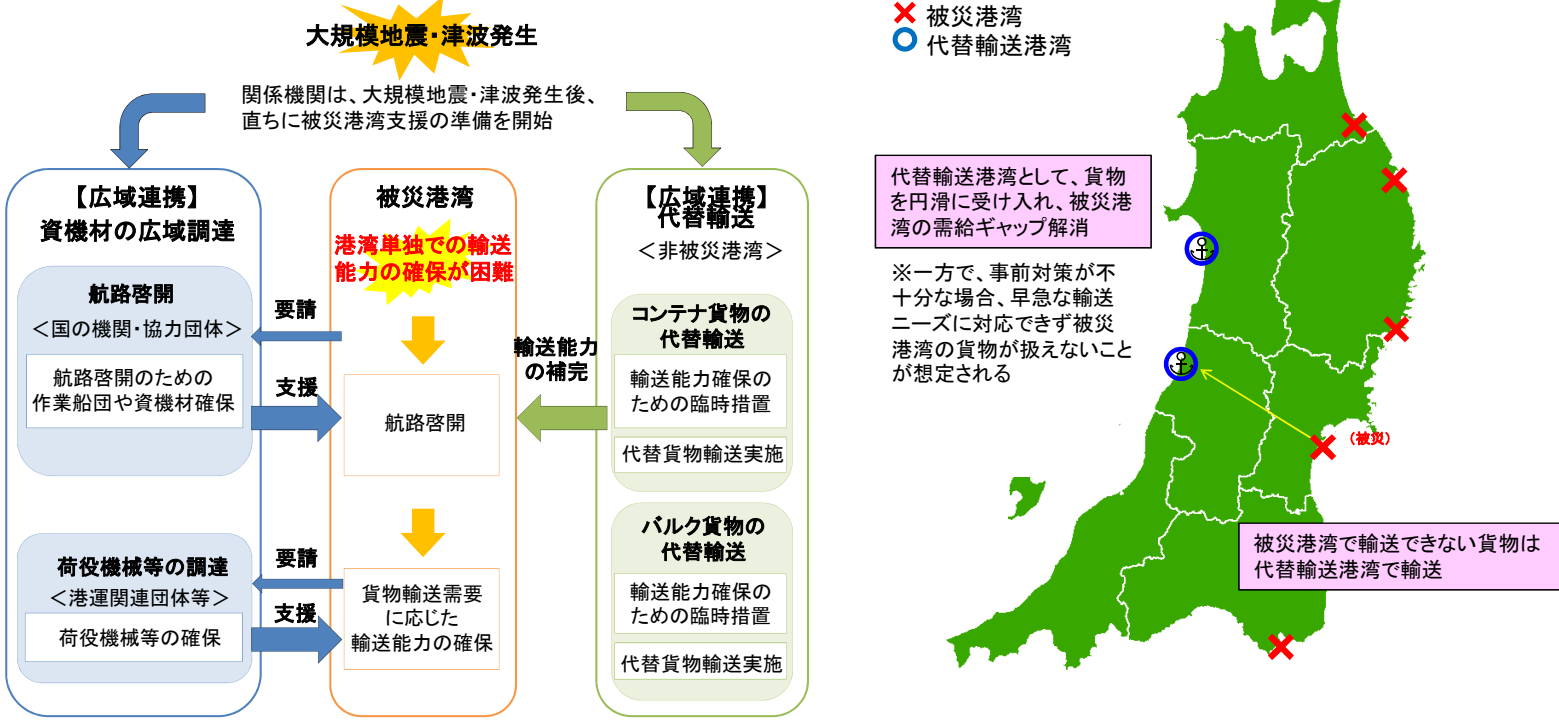 大規模地震・津波発生
関係機関は、大規模地震・津波発生後、
直ちに被災港湾支援の準備を開始
【広域連携】
資機材の広域調達
航路啓開
＜国の機関・協力団体＞
航路啓開のための
作業船団や資機材確保
荷役機械等の調達
＜港運関連団体等＞
荷役機械等の確保
要請
支援
要請
支援
被災港湾
港湾単独での輸送
能力の確保が困難
航路啓開
貨物輸送需要
に応じた
輸送能力の確保
輸送能力
の補完
【広域連携】
代替輸送
＜非被災港湾＞
コンテナ貨物の
代替輸送
輸送能力確保の
ための臨時措置
代替貨物輸送実施
バルク貨物の
代替輸送
輸送能力確保の
ための臨時措置
代替貨物輸送実施
被災港湾
代替輸送港湾
代替輸送港湾として、貨物
を円滑に受け入れ、被災港
湾の需給ギャップ解消
※一方で、事前対策が不
十分な場合、早急な輸送
ニーズに対応できず被災
港湾の貨物が扱えないこと
が想定される
（被災）
被災港湾で輸送できない貨物は
代替輸送港湾で輸送